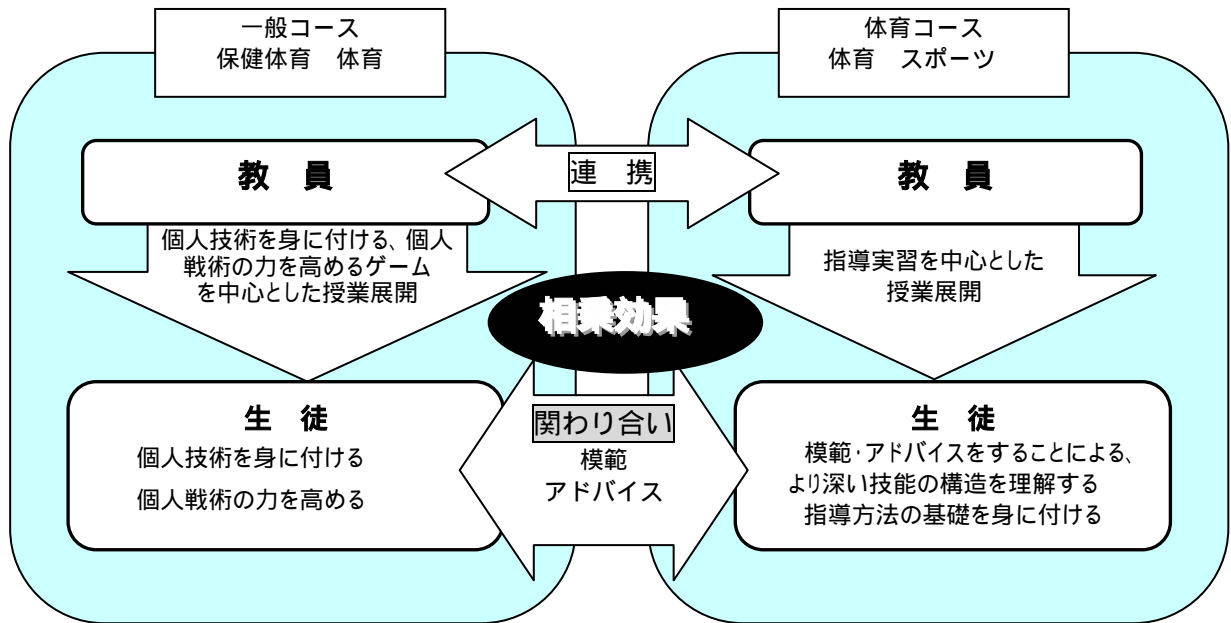 一般コース
保健体育　体育
体育コース
体育　スポーツ
教　員
連　携
教　員
個人技術を身に付ける、個人
戦術の力を高めるゲーム
を中心とした授業展開
指導実習を中心とした
授業展開
相乗効果
生　徒
個人技術を身に付ける
個人戦術の力を高める
関わり合い
模範
アドバイス
生　徒
模範・アドバイスをすることによる、
より深い技能の構造を理解する
指導方法の基礎を身に付ける